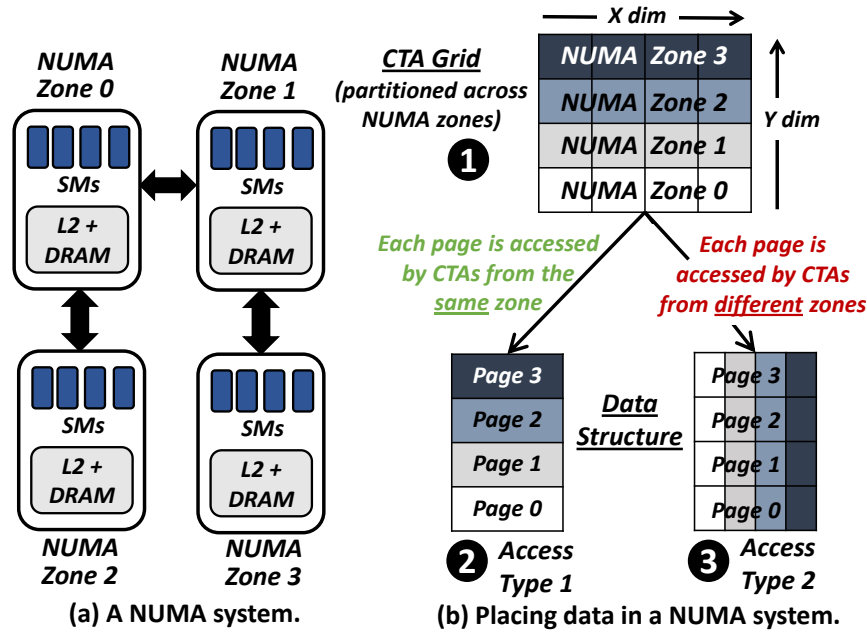 NUMA
Zone 0
NUMA
Zone 1
SMs
L2 +
DRAM
SMs
L2 +
DRAM
SMs
L2 +
DRAM
SMs
L2 +
DRAM
NUMA
Zone 2
NUMA
Zone 3
(a) A NUMA system.
X dim
CTA Grid
(partitioned across
NUMA zones)
1
NUMA Zone 3
NUMA Zone 2
NUMA Zone 1
NUMA Zone 0
Y dim
Each page is accessed
by CTAs from the
same zone
Each page is
accessed by CTAs
from different zones
Page 3
Page 2
Page 1
Page 0
Data
Structure
Page 3
Page 2
Page 1
Page 0
2 Access
Type 1
3 Access
Type 2
(b) Placing data in a NUMA system.